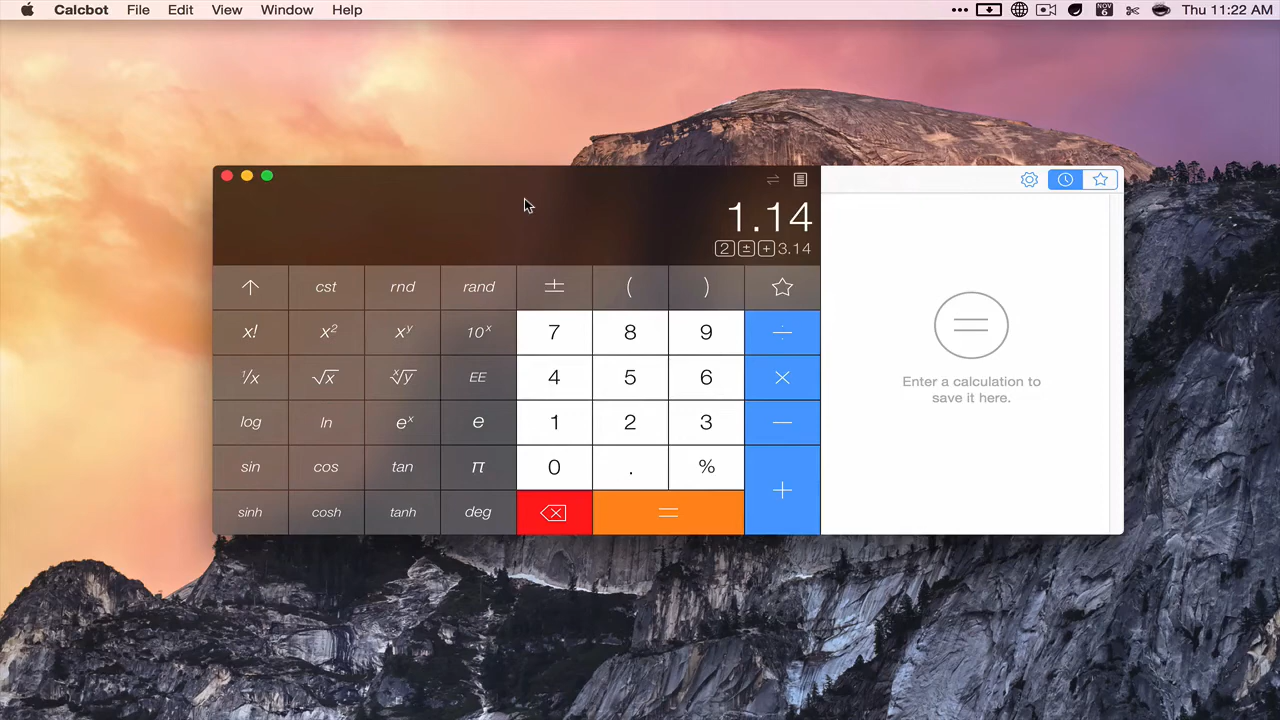 Calcbot File Edit View Window Help NOV 6 Thu 11:22 AM
1.14
2 ± + 3.14
cst rnd rand ± ( )
x! x² xʸ 10ˣ 7 8 9 ÷
1/x √x ˣ√y EE 4 5 6 ×
log ln eˣ e 1 2 3 −
sin cos tan π 0 . % +
sinh cosh tanh deg =
Enter a calculation to
save it here.